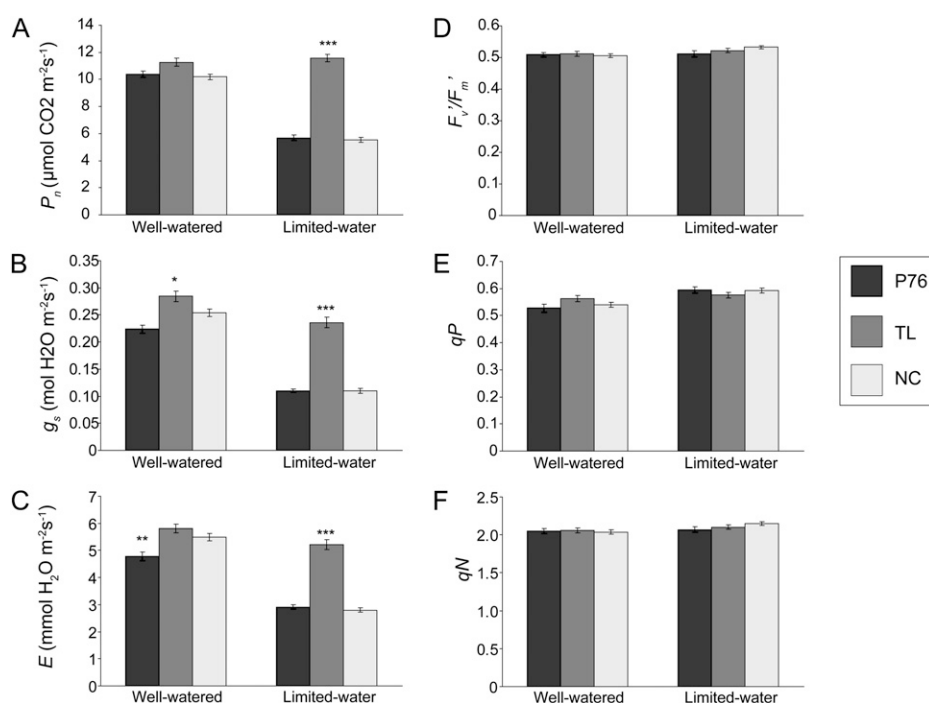 A
P_n (µmol CO2 m⁻²s⁻¹)
14
12
10
8
6
4
2
0
***
Well-watered
Limited-water
B
g_s (mol H2O m⁻²s⁻¹)
0.35
0.30
0.25
0.20
0.15
0.10
0.05
0
*
***
Well-watered
Limited-water
C
E (mmol H₂O m⁻²s⁻¹)
7
6
5
4
3
2
1
0
**
***
Well-watered
Limited-water
D
F_v'/F_m'
0.6
0.5
0.4
0.3
0.2
0.1
0
Well-watered
Limited-water
E
qP
0.7
0.6
0.5
0.4
0.3
0.2
0.1
0
Well-watered
Limited-water
F
qN
2.5
2.0
1.5
1.0
0.5
0
Well-watered
Limited-water
P76
TL
NC